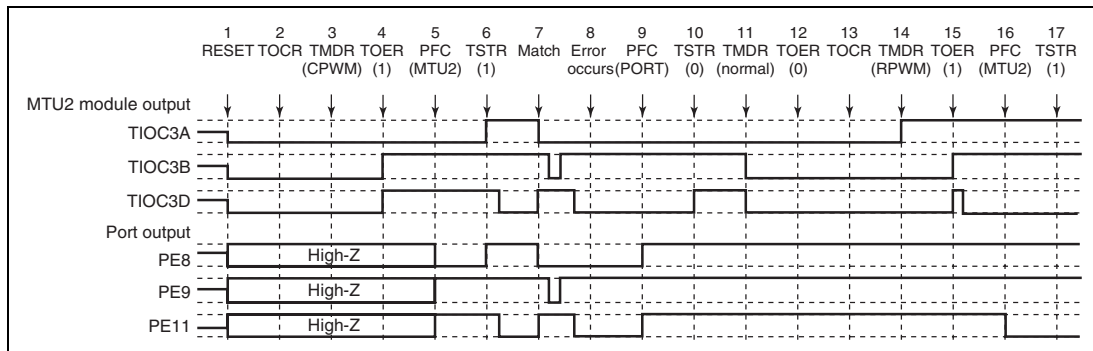 1 2 3 4 5 6 7 8 9 10 11 12 13 14 15 16 17
RESET TOCR TMDR TOER PFC TSTR Match Error PFC TSTR TMDR TOER TOCR TMDR TOER PFC TSTR
(CPWM) (1) (MTU2) (1) occurs (PORT) (0) (normal) (0) (RPWM) (1) (MTU2) (1)
MTU2 module output
TIOC3A
TIOC3B
TIOC3D
Port output
PE8 High-Z
PE9 High-Z
PE11 High-Z